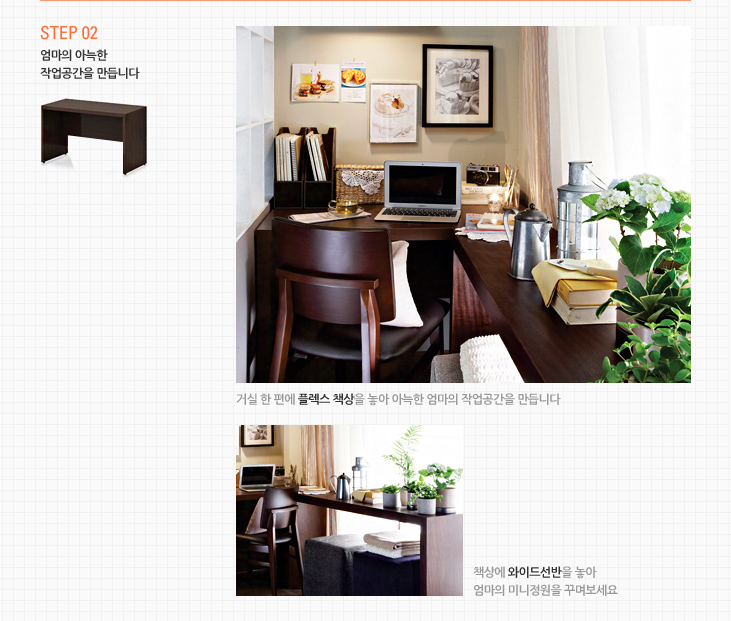 STEP 02
엄마의 아늑한
작업공간을 만듭니다
거실 한 편에 플렉스 책상을 놓아 아늑한 엄마의 작업공간을 만듭니다
책상에 와이드선반을 놓아
엄마의 미니정원을 꾸며보세요